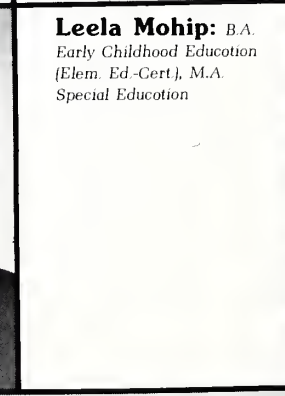 Leela Mohip: B.A.
Early Childhood Educotion
(Elem. Ed.-Cert.), M.A.
Special Educotion